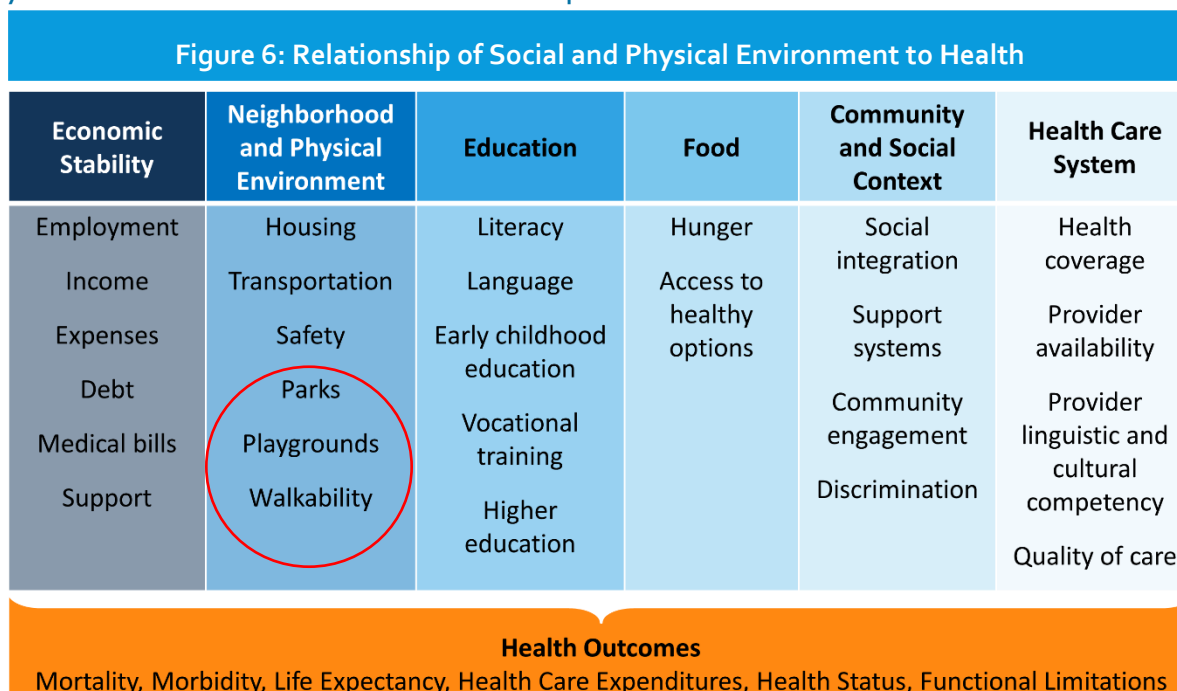 Figure 6: Relationship of Social and Physical Environment to Health
Economic
Stability
Neighborhood
and Physical
Environment
Education
Food
Community
and Social
Context
Health Care
System
Employment
Income
Expenses
Debt
Medical bills
Support
Housing
Transportation
Safety
Parks
Playgrounds
Walkability
Literacy
Language
Early childhood
education
Vocational
training
Higher
education
Hunger
Access to
healthy
options
Social
integration
Support
systems
Community
engagement
Discrimination
Health
coverage
Provider
availability
Provider
linguistic and
cultural
competency
Quality of care
Health Outcomes
Mortality, Morbidity, Life Expectancy, Health Care Expenditures, Health Status, Functional Limitations